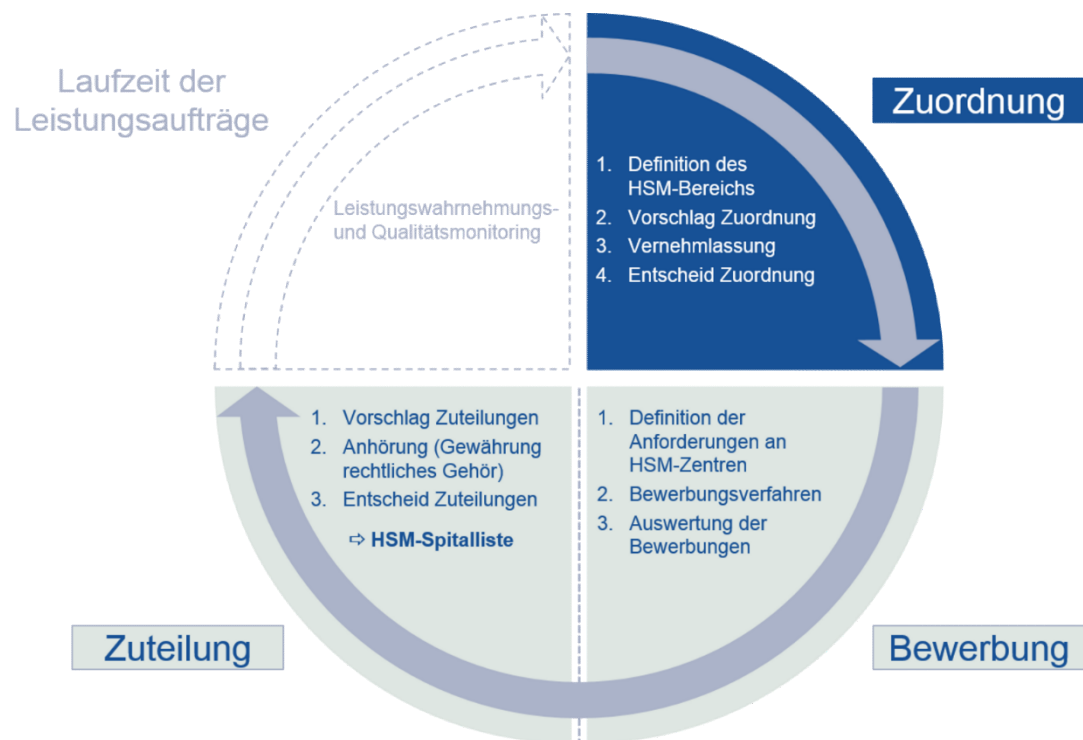 Laufzeit der
Leistungsaufträge
Leistungswahrnehmungs-
und Qualitätsmonitoring
Zuordnung
1. Definition des
HSM-Bereichs
2. Vorschlag Zuordnung
3. Vernehmlassung
4. Entscheid Zuordnung
1. Definition der
Anforderungen an
HSM-Zentren
2. Bewerbungsverfahren
3. Auswertung der
Bewerbungen
Bewerbung
1. Vorschlag Zuteilungen
2. Anhörung (Gewährung
rechtliches Gehör)
3. Entscheid Zuteilungen
⇨ HSM-Spitalliste
Zuteilung